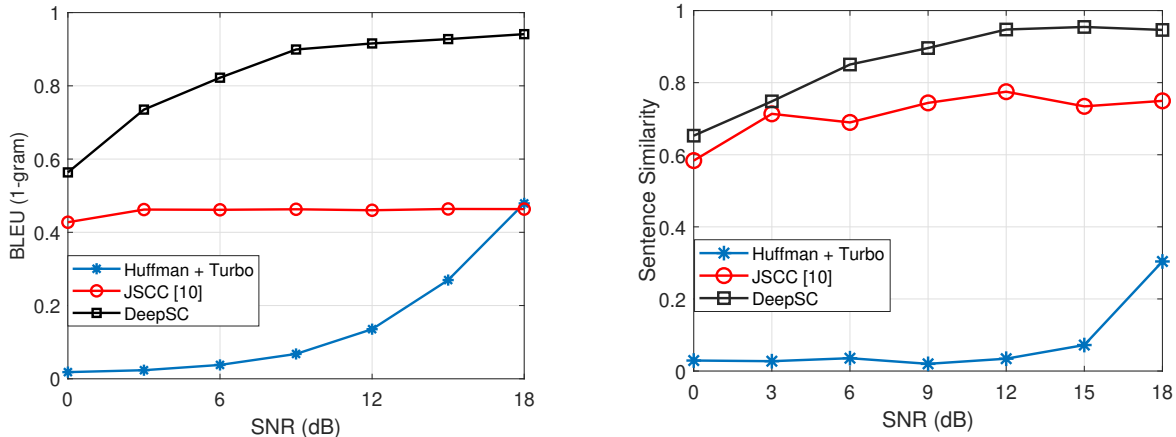 1
0.8
0.6
0.4
0.2
0
BLEU (1-gram)
Huffman + Turbo
JSCC [10]
DeepSC
0 6 12 18
SNR (dB)
1
0.8
0.6
0.4
0.2
0
Sentence Similarity
Huffman + Turbo
JSCC [10]
DeepSC
0 3 6 9 12 15 18
SNR (dB)